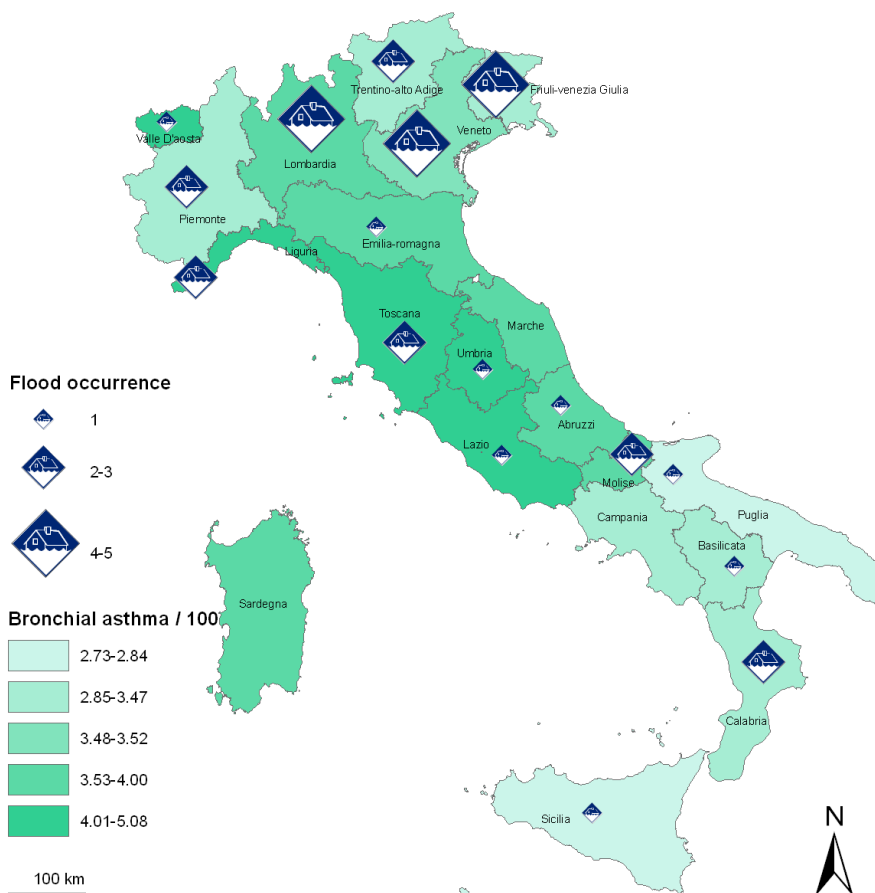 Trentino-alto Adige
Friuli-venezia Giulia
Valle D'aosta
Veneto
Lombardia
Piemonte
Emilia-romagna
Liguria
Toscana
Marche
Umbria
Flood occurrence
1
2-3
4-5
Abruzzi
Lazio
Molise
Campania
Puglia
Basilicata
Sardegna
Bronchial asthma / 100
2.73-2.84
2.85-3.47
3.48-3.52
3.53-4.00
4.01-5.08
Calabria
Sicilia
N
100 km